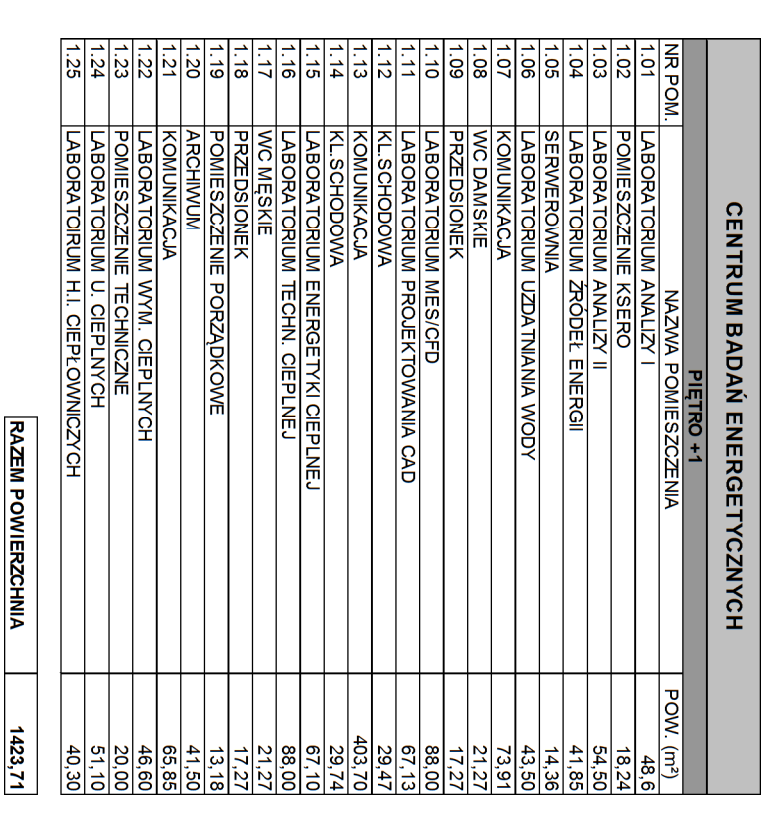 CENTRUM BADAŃ ENERGETYCZNYCH
PIĘTRO +1
NR POM. NAZWA POMIESZCZENIA POW. (m²)
1.01 LABORATORIUM ANALIZY I 48,6
1.02 POMIESZCZENIE KSERO 18,24
1.03 LABORATORIUM ANALIZY II 54,50
1.04 LABORATORIUM ŹRÓDEŁ ENERGII 41,85
1.05 SERWEROWNIA 14,36
1.06 LABORATORIUM UZDATNIANIA WODY 43,50
1.07 KOMUNIKACJA 73,91
1.08 WC DAMSKIE 21,27
1.09 PRZEDSIONEK 17,27
1.10 LABORATORIUM MES/CFD 88,00
1.11 LABORATORIUM PROJEKTOWANIA CAD 67,13
1.12 KL.SCHODOWA 29,47
1.13 KOMUNIKACJA 403,70
1.14 KL.SCHODOWA 29,74
1.15 LABORATORIUM ENERGETYKI CIEPLNEJ 67,10
1.16 LABORATORIUM TECHN. CIEPLNEJ 88,00
1.17 WC MĘSKIE 21,27
1.18 PRZEDSIONEK 17,27
1.19 POMIESZCZENIE PORZĄDKOWE 13,18
1.20 ARCHIWUM 41,50
1.21 KOMUNIKACJA 65,85
1.22 LABORATORIUM WYM. CIEPLNYCH 46,60
1.23 POMIESZCZENIE TECHNICZNE 20,00
1.24 LABORATORIUM U. CIEPLNYCH 51,10
1.25 LABORATOIRUM H.I. CIEPŁOWNICZYCH 40,30
RAZEM POWIERZCHNIA 1423,71